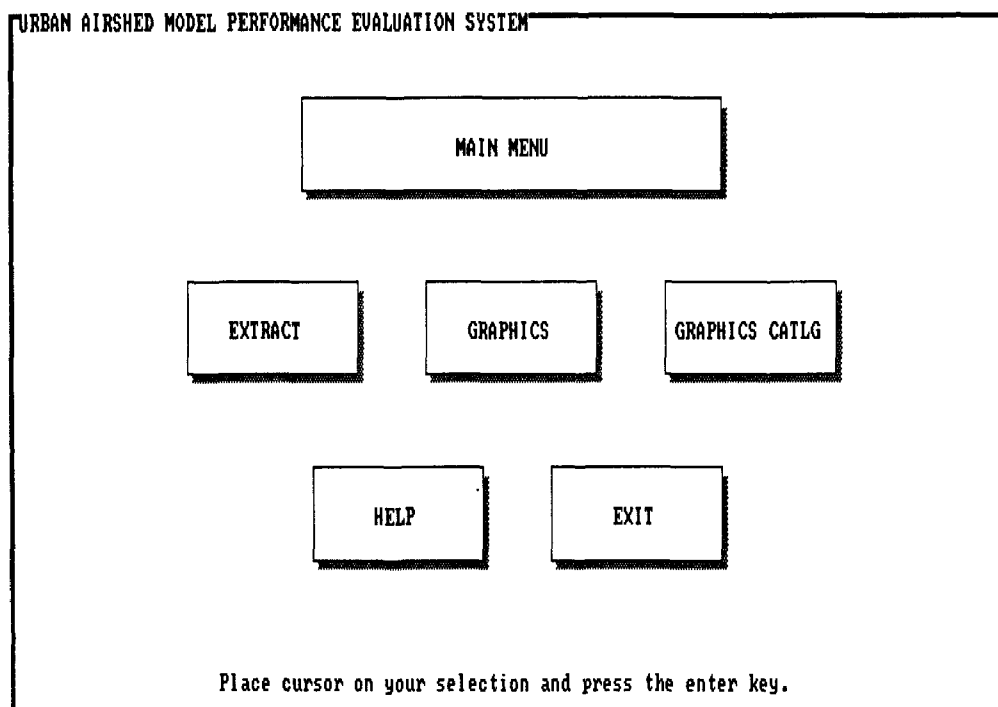 URBAN AIRSHED MODEL PERFORMANCE EVALUATION SYSTEM
MAIN MENU
EXTRACT
GRAPHICS
GRAPHICS CATLG
HELP
EXIT
Place cursor on your selection and press the enter key.